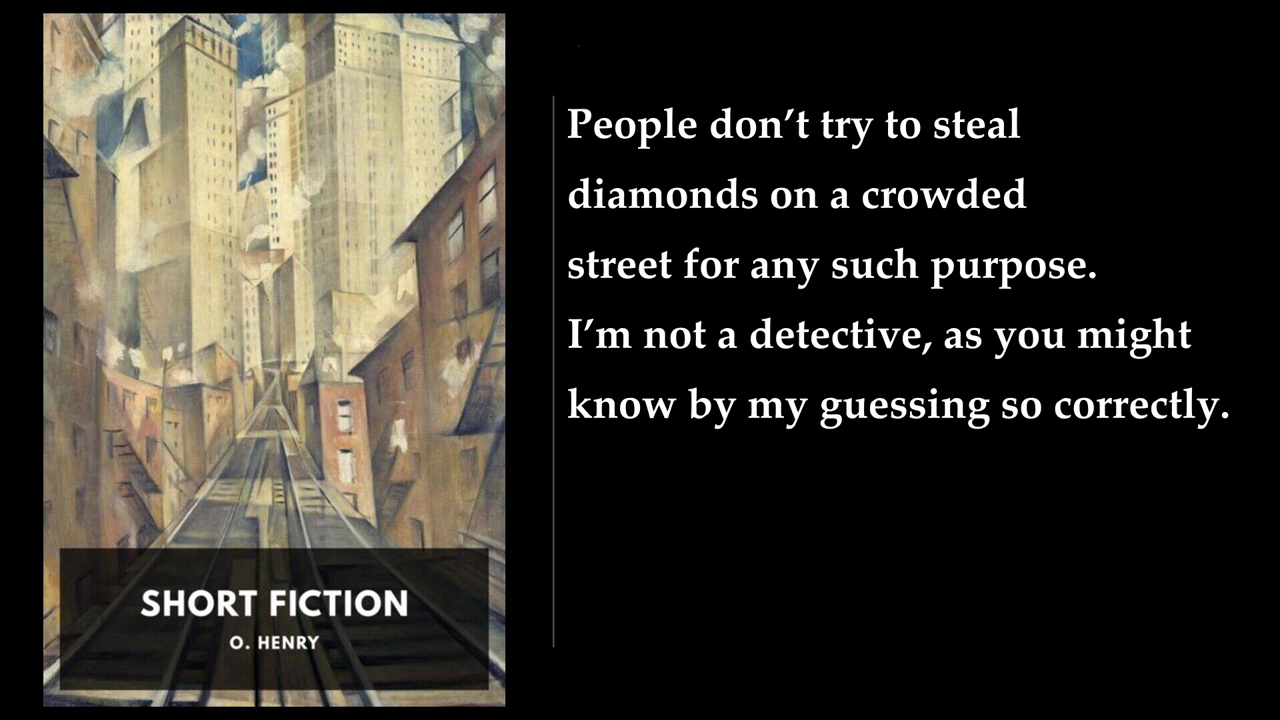 People don’t try to steal
diamonds on a crowded
street for any such purpose.
I’m not a detective, as you might
know by my guessing so correctly.
SHORT FICTION
O. HENRY